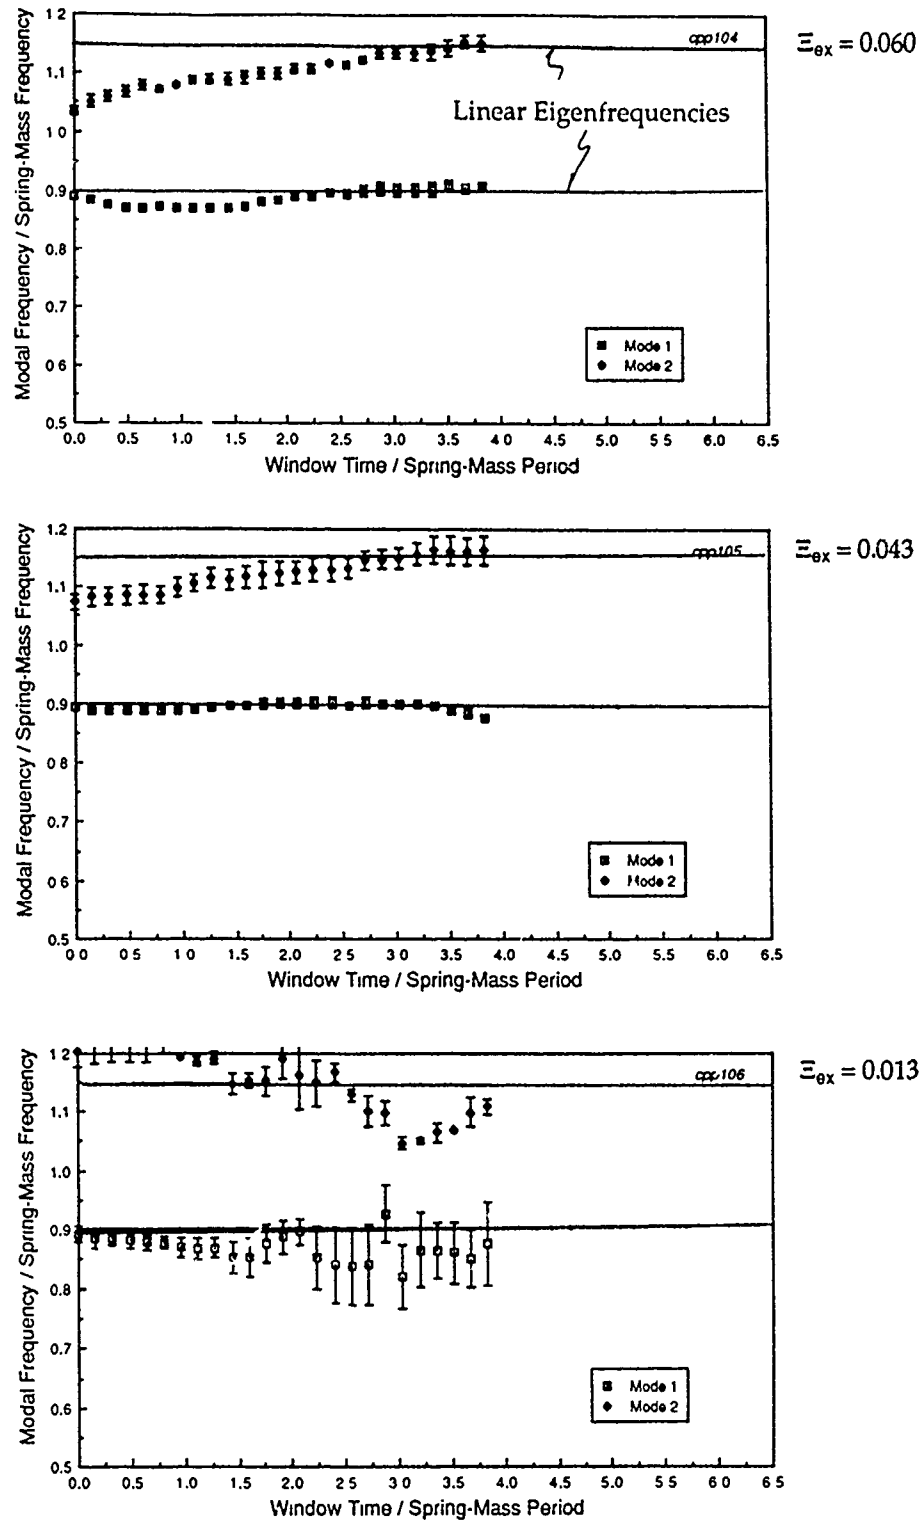 Modal Frequency / Spring-Mass Frequency
1 2
1.1
1.0
0.9
0 8
0.7
0 6
0.5
cpp104
Ξex = 0.060
Linear Eigenfrequencies
Mode 1
Mode 2
0.0 0.5 1.0 1.5 2.0 2.5 3.0 3.5 4 0 4.5 5 0 5 5 6 0 6 5
Window Time / Spring-Mass Period
Modal Frequency / Spring-Mass Frequency
1.2
1.1
1.0
0.9
0 8
0.7
0 6
0.5
cpp105
Ξex = 0.043
Mode 1
Mode 2
0 0 0.5 1 0 1.5 2 0 2.5 3.0 3.5 4.0 4.5 5 0 5.5 6 0 6 5
Window Time / Spring-Mass Period
Modal Frequency / Spring-Mass Frequency
1 2
1.1
1.0
0.9
0.8
0.7
0.6
0.5
cpp106
Ξex = 0.013
Mode 1
Mode 2
0.0 0 5 1 0 1.5 2.0 2 5 3.0 3 5 4.0 4 5 5.0 5 5 6.0 6 5
Window Time / Spring-Mass Period